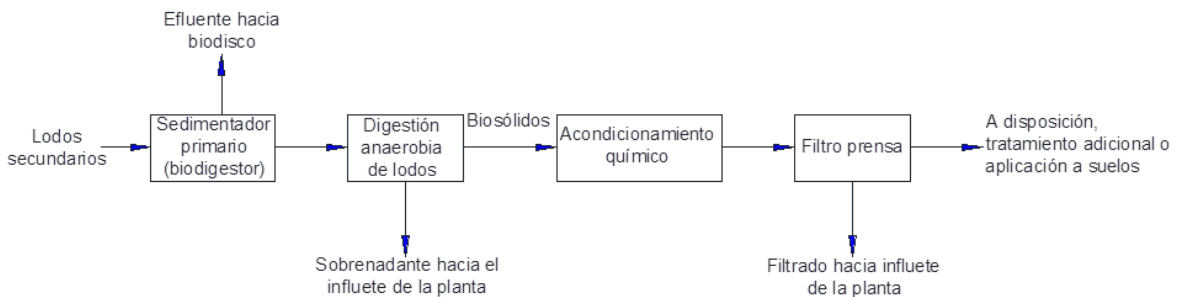 Efluente hacia
biodisco
Lodos
secundarios
Sedimentador
primario
(biodigestor)
Digestión
anaerobia
de lodos
Biosólidos
Acondicionamiento
químico
Filtro prensa
A disposición,
tratamiento adicional o
aplicación a suelos
Sobrenadante hacia el
influete de la planta
Filtrado hacia influete
de la planta